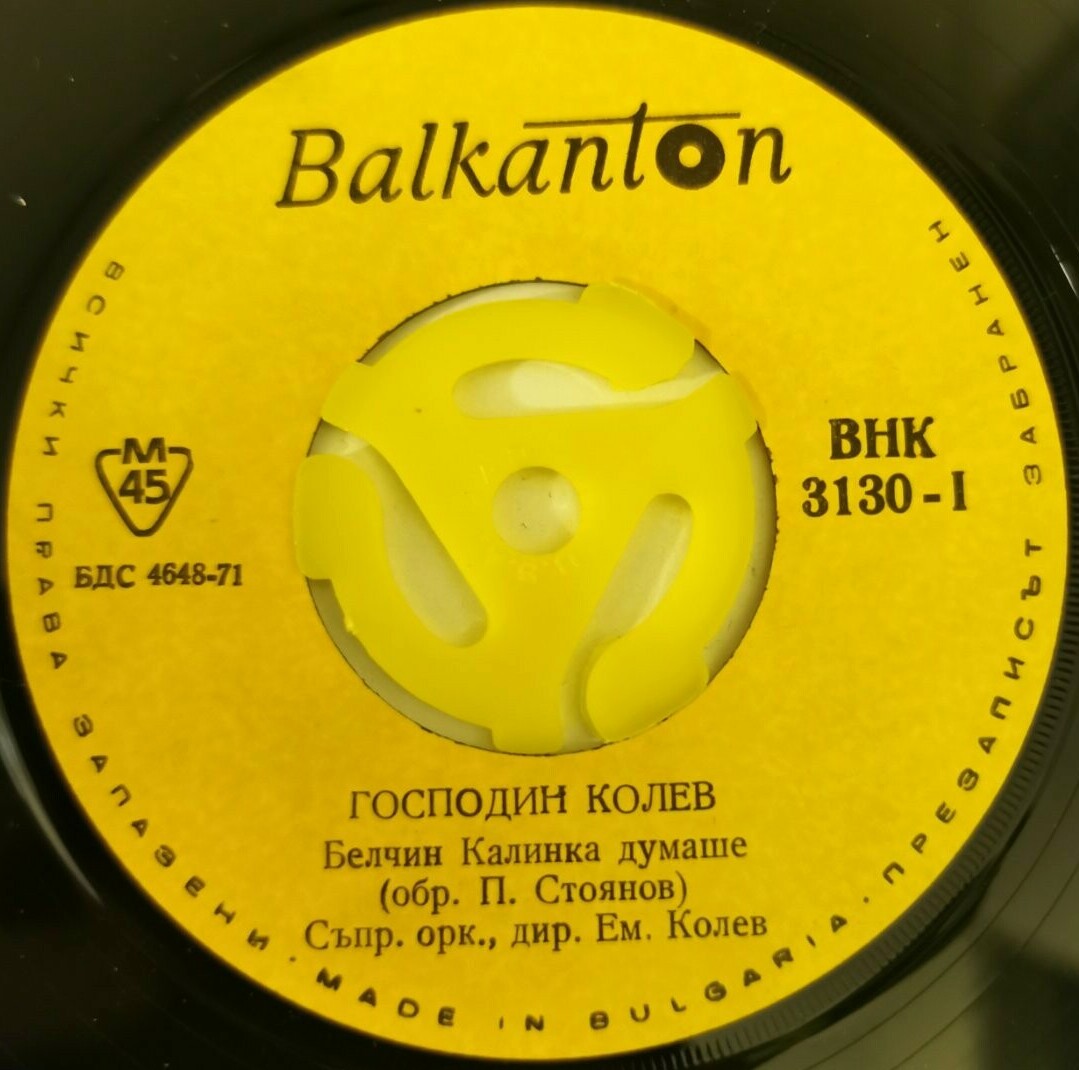 Balkanton
М
45
БДС 4648-71
ВНК
3130 - I
ГОСПОДИН КОЛЕВ
Белчин Калинка думаше
(обр. П. Стоянов)
Съпр. орк., дир. Ем. Колев
ВСИЧКИ ПРАВА ЗАПАЗЕНИ · MADE IN BULGARIA · ПРЕЗАПИСЪТ ЗАБРАНЕН